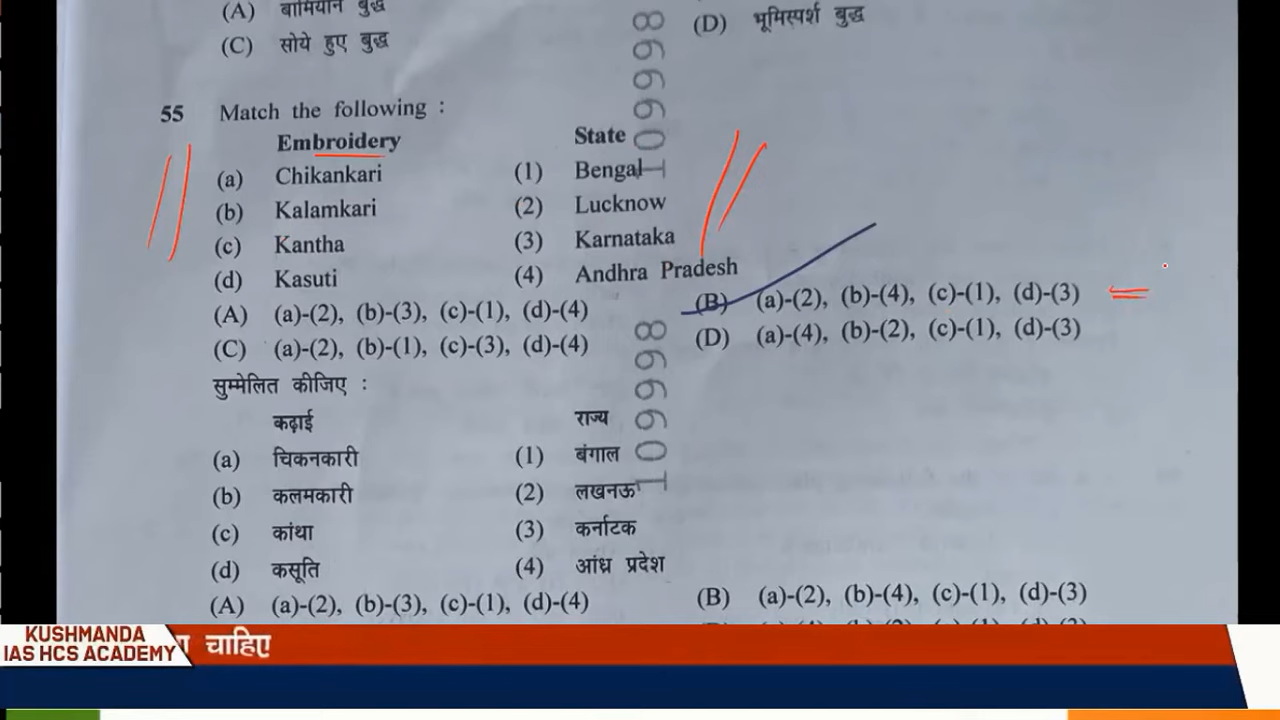 (A) बामियान बुद्ध
(C) सोये हुए बुद्ध
(D) भूमिस्पर्श बुद्ध
55 Match the following :
Embroidery State
(a) Chikankari (1) Bengal
(b) Kalamkari (2) Lucknow
(c) Kantha (3) Karnataka
(d) Kasuti (4) Andhra Pradesh
(A) (a)-(2), (b)-(3), (c)-(1), (d)-(4) (B) (a)-(2), (b)-(4), (c)-(1), (d)-(3)
(C) (a)-(2), (b)-(1), (c)-(3), (d)-(4) (D) (a)-(4), (b)-(2), (c)-(1), (d)-(3)
सुम्मेलित कीजिए :
कढ़ाई राज्य
(a) चिकनकारी (1) बंगाल
(b) कलमकारी (2) लखनऊ
(c) कांथा (3) कर्नाटक
(d) कसूति (4) आंध्र प्रदेश
(A) (a)-(2), (b)-(3), (c)-(1), (d)-(4) (B) (a)-(2), (b)-(4), (c)-(1), (d)-(3)
1099998
1099998
KUSHMANDA
IAS HCS ACADEMY
चाहिए